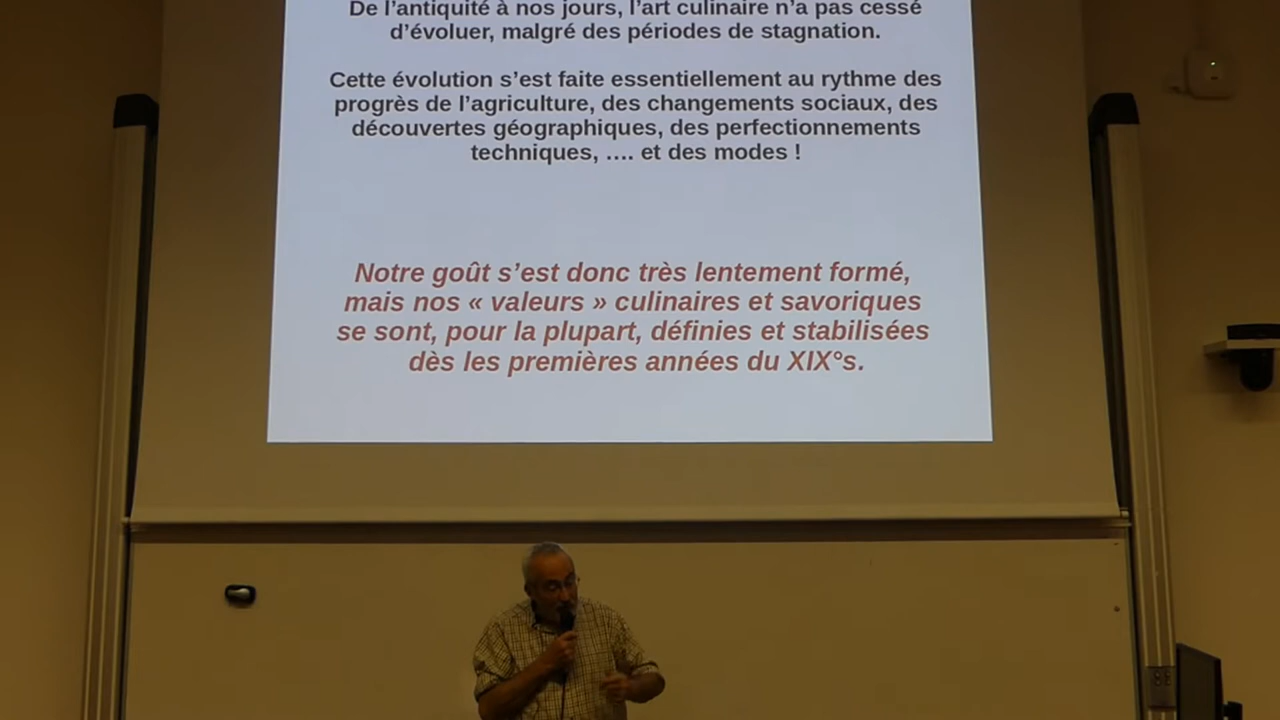 De l’antiquité à nos jours, l’art culinaire n’a pas cessé
d’évoluer, malgré des périodes de stagnation.
Cette évolution s’est faite essentiellement au rythme des
progrès de l’agriculture, des changements sociaux, des
découvertes géographiques, des perfectionnements
techniques, …. et des modes !
Notre goût s’est donc très lentement formé,
mais nos « valeurs » culinaires et savoriques
se sont, pour la plupart, définies et stabilisées
dès les premières années du XIX°s.